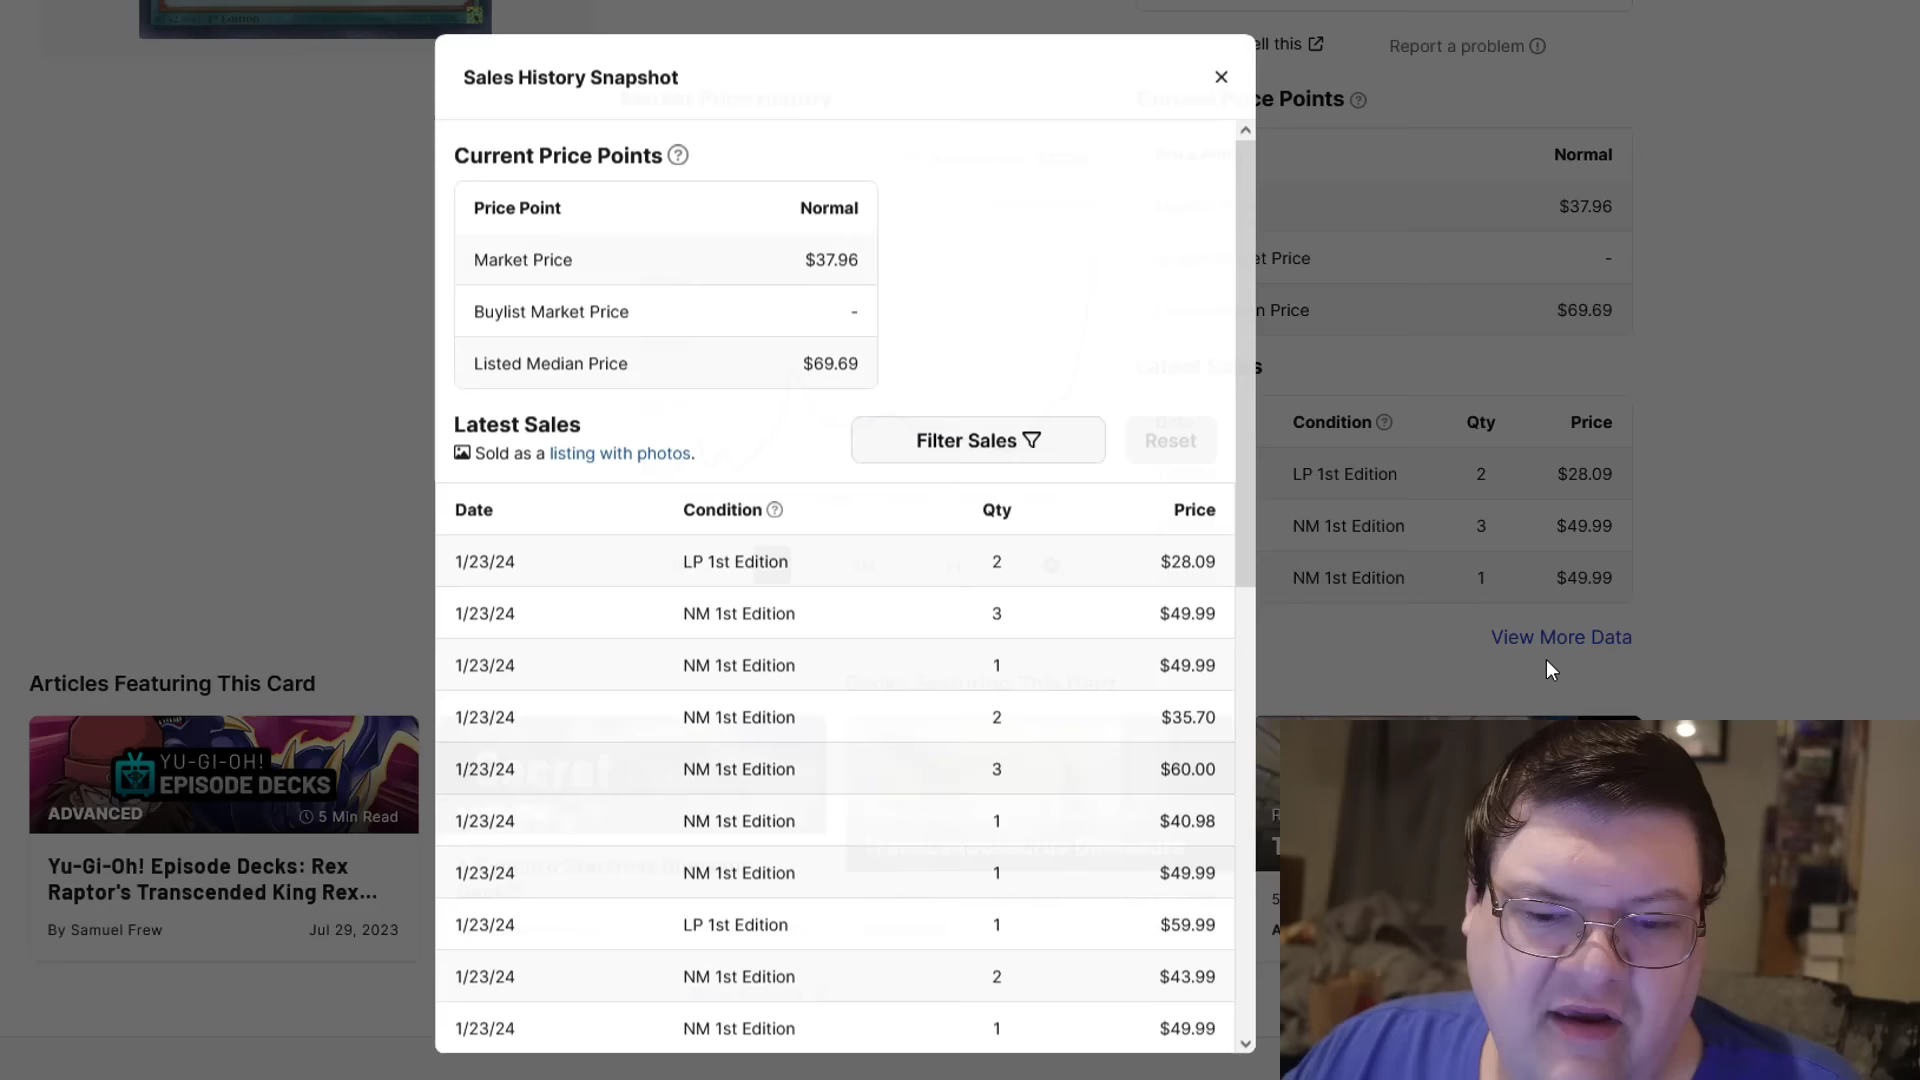 1st Edition
Sales History Snapshot
ell this
Report a problem
Current Price Points
ce Points
Price Point Normal
Normal
Market Price $37.96
$37.96
Buylist Market Price -
et Price -
Listed Median Price $69.69
n Price $69.69
Latest Sales
Sold as a listing with photos.
Filter Sales
Reset
s
Condition Qty Price
LP 1st Edition 2 $28.09
NM 1st Edition 3 $49.99
NM 1st Edition 1 $49.99
View More Data
Date Condition Qty Price
1/23/24 LP 1st Edition 2 $28.09
1/23/24 NM 1st Edition 3 $49.99
1/23/24 NM 1st Edition 1 $49.99
1/23/24 NM 1st Edition 2 $35.70
1/23/24 NM 1st Edition 3 $60.00
1/23/24 NM 1st Edition 1 $40.98
1/23/24 NM 1st Edition 1 $49.99
1/23/24 LP 1st Edition 1 $59.99
1/23/24 NM 1st Edition 2 $43.99
1/23/24 NM 1st Edition 1 $49.99
Articles Featuring This Card
YU-GI-OH!
EPISODE DECKS
ADVANCED
5 Min Read
Yu-Gi-Oh! Episode Decks: Rex
Raptor's Transcended King Rex...
By Samuel Frew Jul 29, 2023